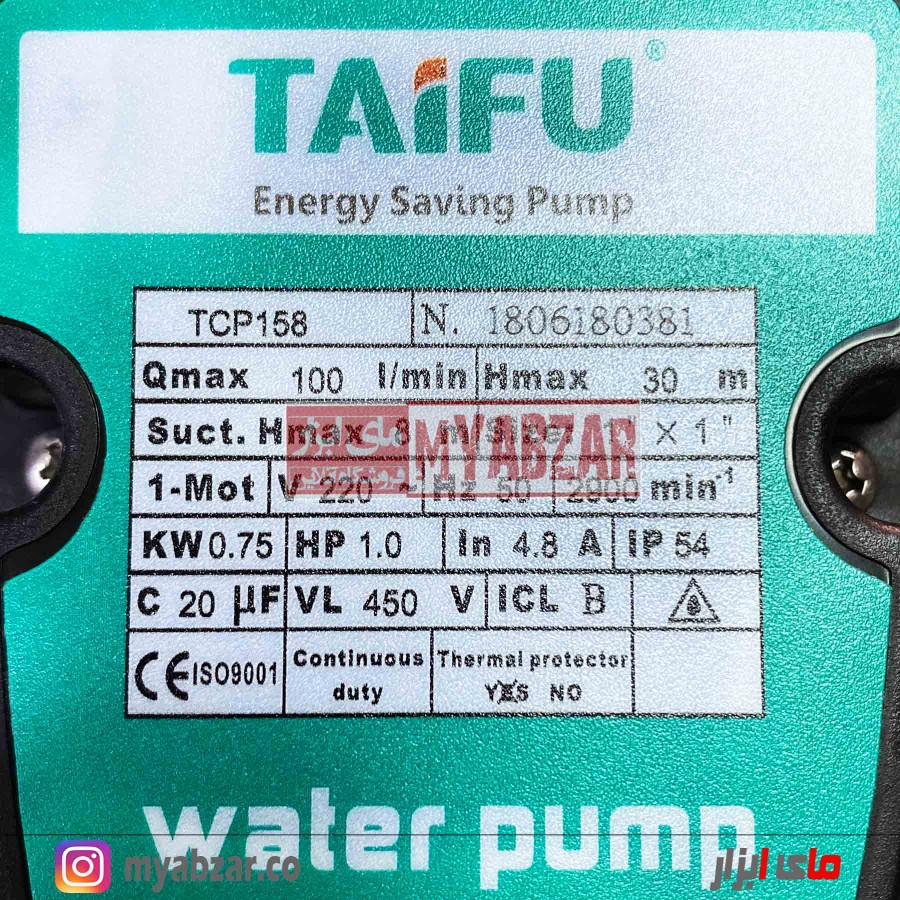 TAiFU®
Energy Saving Pump
TCP158 N. 1806180381
Qmax 100 l/min Hmax 30 m
Suct. Hmax 8 m Size 1 × 1"
1-Mot V 220 ~ Hz 50 2900 min⁻¹
MYABZAR
KW 0.75 HP 1.0 In 4.8 A IP 54
C 20 µF VL 450 V ICL B
CE ISO9001 Continuous duty Thermal protector YES NO
water pump
myabzar.co
مای ابزار